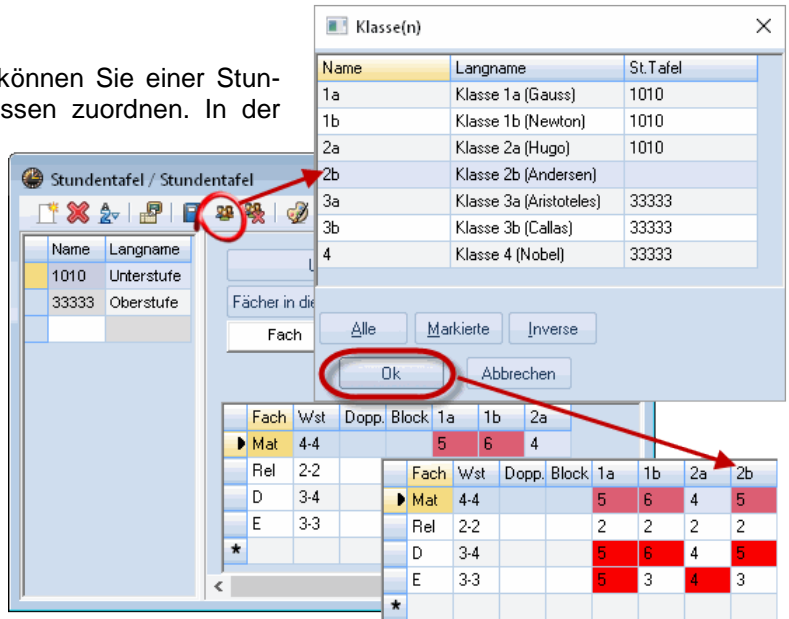 können Sie einer Stun-
ssen zuordnen. In der
Klasse(n)
Name Langname St.Tafel
1a Klasse 1a (Gauss) 1010
1b Klasse 1b (Newton) 1010
2a Klasse 2a (Hugo) 1010
2b Klasse 2b (Andersen)
3a Klasse 3a (Aristoteles) 33333
3b Klasse 3b (Callas) 33333
4 Klasse 4 (Nobel) 33333
Alle Markierte Inverse
Ok Abbrechen
Stundentafel / Stundentafel
Name Langname
1010 Unterstufe
33333 Oberstufe
Fächer in die
Fach
Fach Wst Dopp. Block 1a 1b 2a
Mat 4-4 5 6 4
Rel 2-2
D 3-4
E 3-3
*
Fach Wst Dopp. Block 1a 1b 2a 2b
Mat 4-4 5 6 4 5
Rel 2-2 2 2 2 2
D 3-4 5 6 4 5
E 3-3 5 3 4 3
*